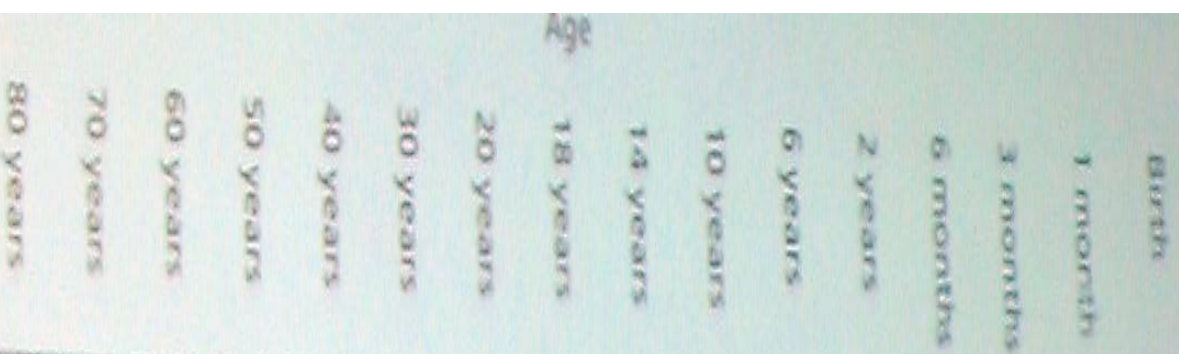 Age
Birth
1 month
3 months
6 months
2 years
6 years
10 years
14 years
18 years
20 years
30 years
40 years
50 years
60 years
70 years
80 years